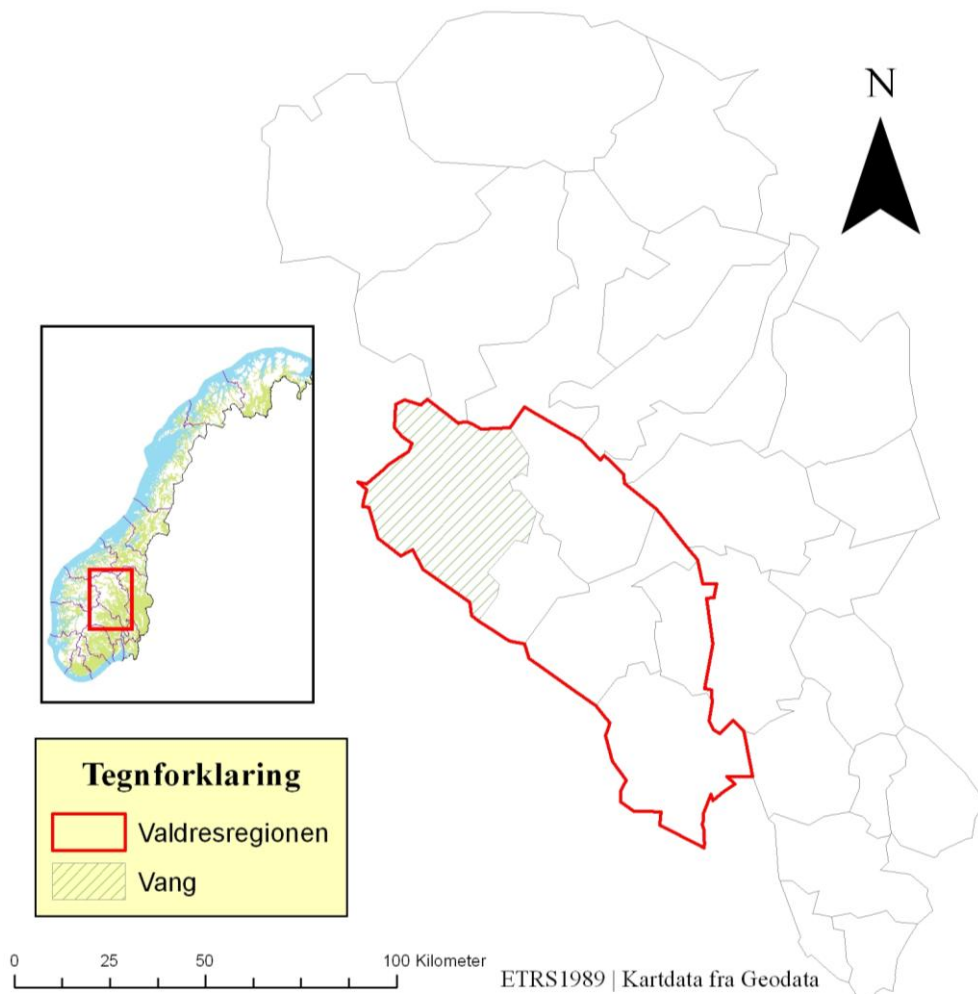 N
Tegnforklaring
Valdresregionen
Vang
0 25 50 100 Kilometer
ETRS1989 | Kartdata fra Geodata